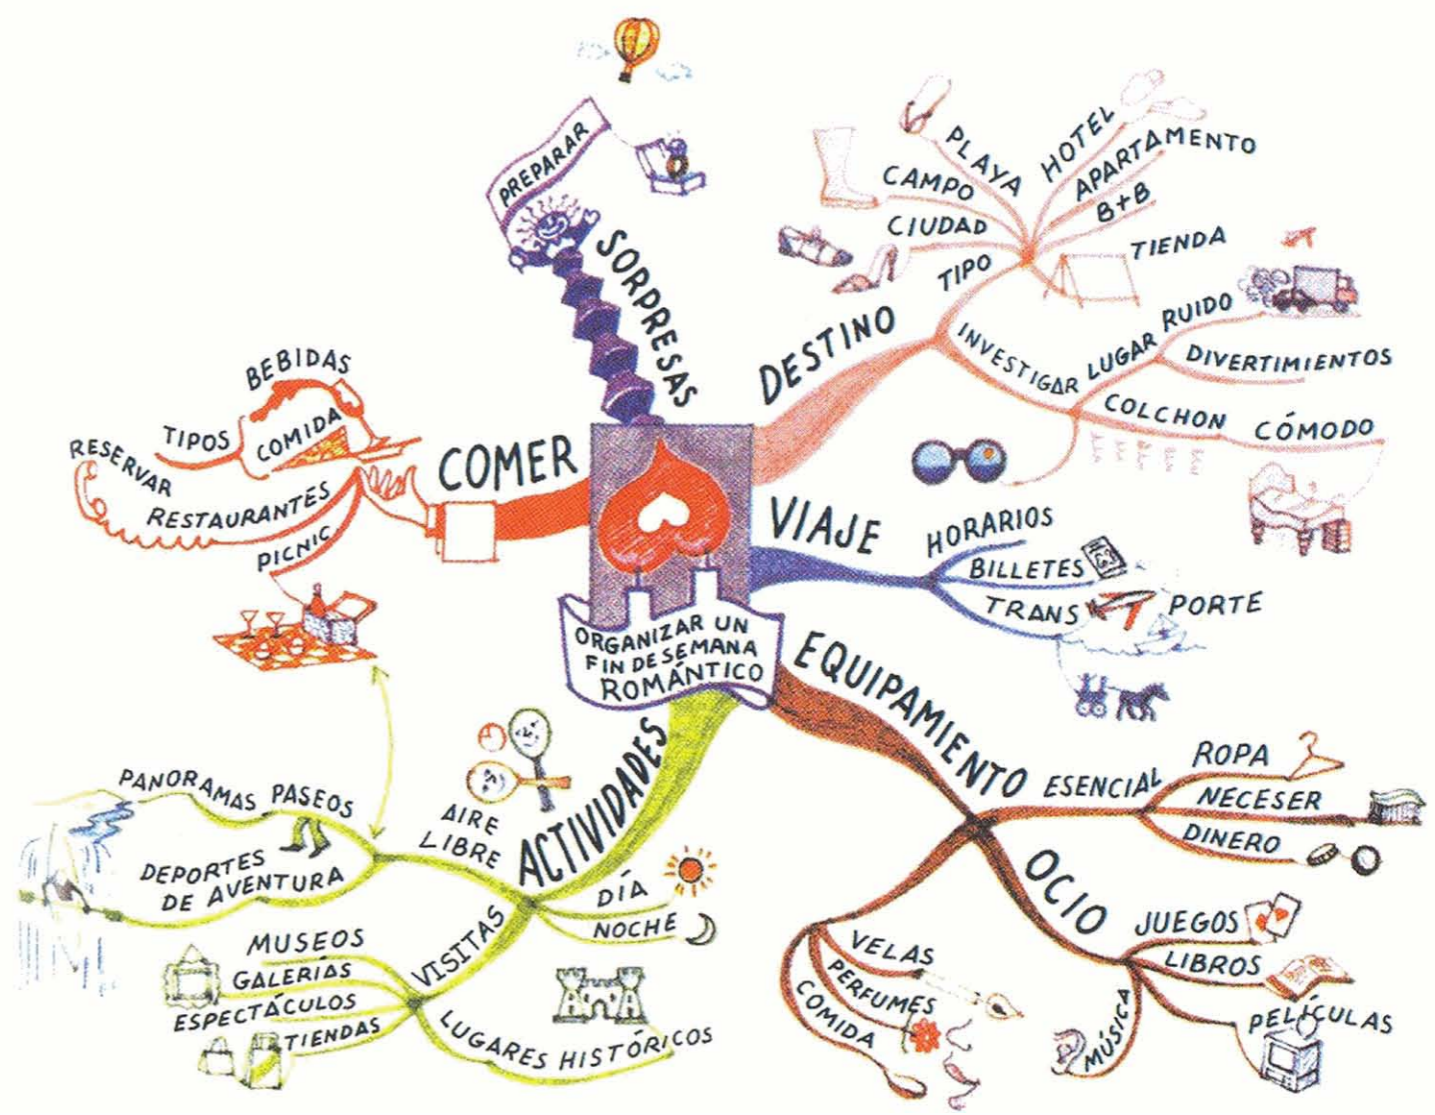 ORGANIZAR UN
FIN DE SEMANA
ROMÁNTICO
SORPRESAS
PREPARAR
DESTINO
TIPO
CIUDAD
CAMPO
PLAYA
HOTEL
APARTAMENTO
B+B
TIENDA
INVESTIGAR
LUGAR
RUIDO
DIVERTIMIENTOS
COLCHON
CÓMODO
VIAJE
HORARIOS
BILLETES
TRANS PORTE
EQUIPAMIENTO
ESENCIAL
ROPA
NECESER
DINERO
OCIO
JUEGOS
LIBROS
PELÍCULAS
MÚSICA
VELAS
PERFUMES
COMIDA
ACTIVIDADES
DÍA
NOCHE
AIRE
LIBRE
PASEOS
PANORAMAS
DEPORTES
DE AVENTURA
VISITAS
MUSEOS
GALERIAS
ESPECTÁCULOS
TIENDAS
LUGARES HISTÓRICOS
COMER
TIPOS
BEBIDAS
COMIDA
RESTAURANTES
RESERVAR
PICNIC